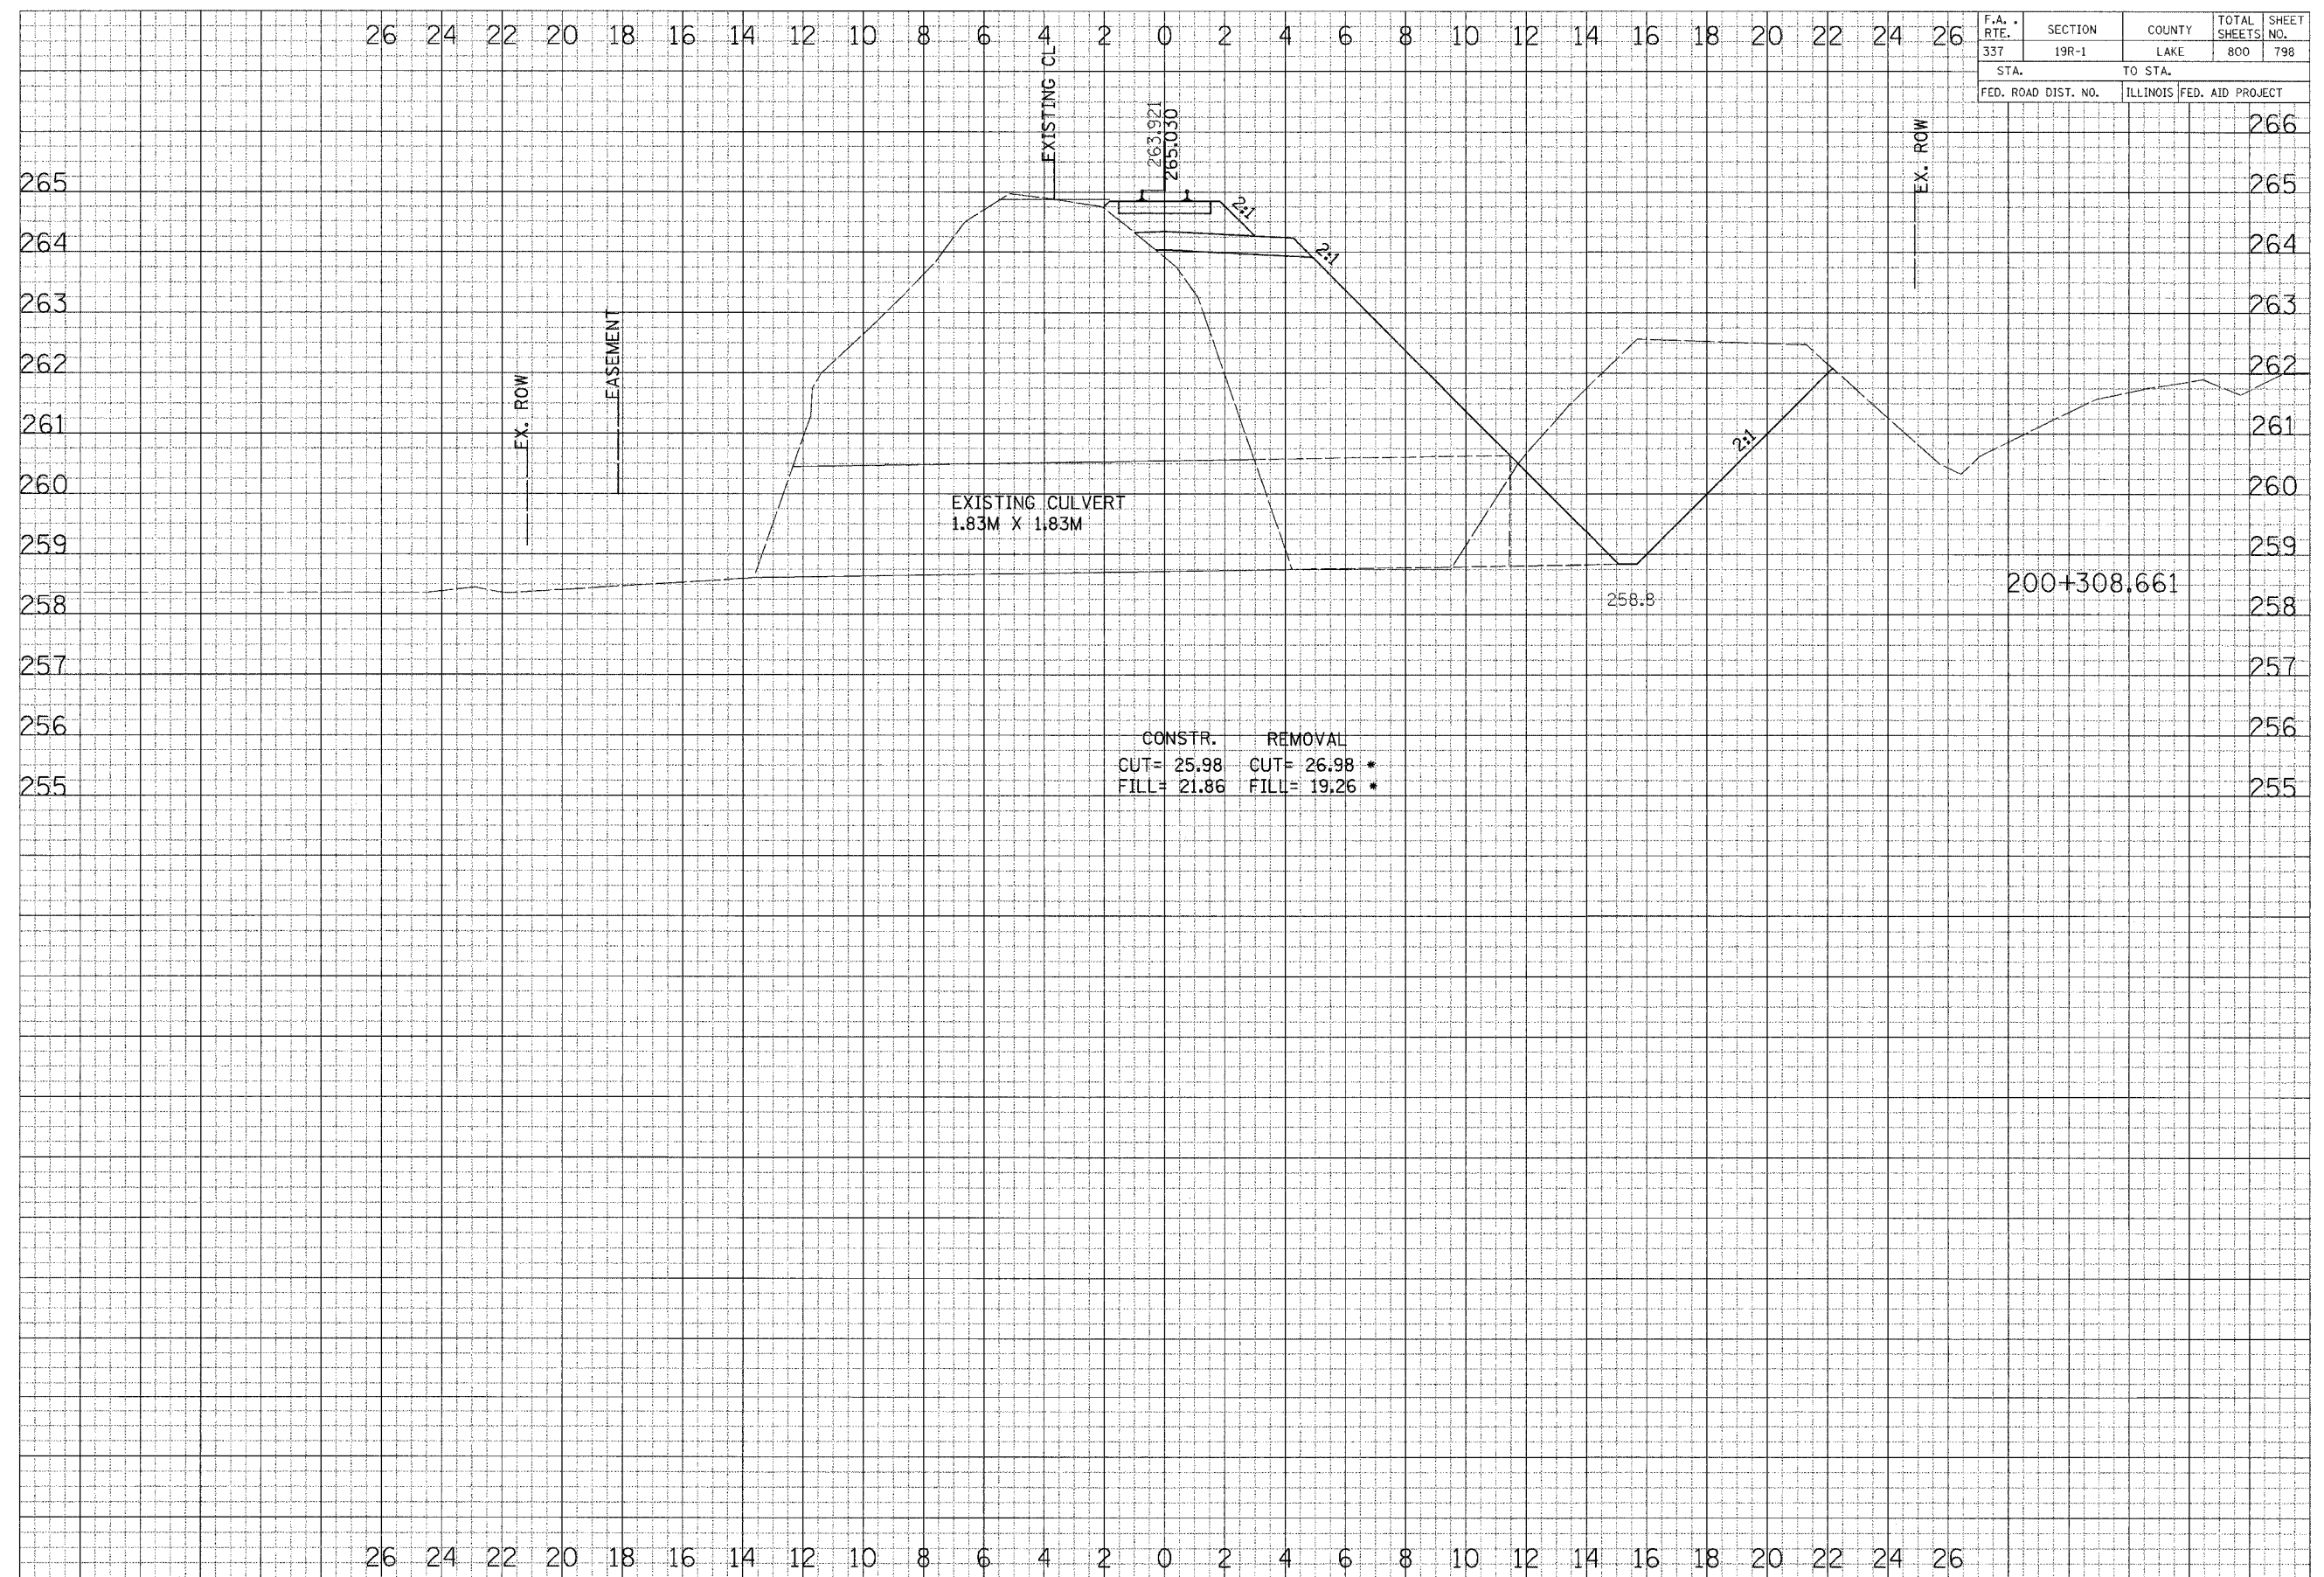 26 24 22 20 18 16 14 12 10 8 6 4 2 0 2 4 6 8 10 12 14 16 18 20 22 24 26
F.A. . RTE. SECTION COUNTY TOTAL SHEETS SHEET NO.
337 19R-1 LAKE 800 798
STA. TO STA.
FED. ROAD DIST. NO. ILLINOIS FED. AID PROJECT
EXISTING CL
263.921
265.030
EX. ROW
266
265 265
2:1
264 264
2:1
263 263
EASEMENT
262 262
EX. ROW
261 261
2:1
260 260
EXISTING CULVERT
1.83M X 1.83M
259 259
200+308.661
258.8
258 258
257 257
256 256
CONSTR. REMOVAL
CUT= 25.98 CUT= 26.98 *
FILL= 21.86 FILL= 19.26 *
255 255
26 24 22 20 18 16 14 12 10 8 6 4 2 0 2 4 6 8 10 12 14 16 18 20 22 24 26